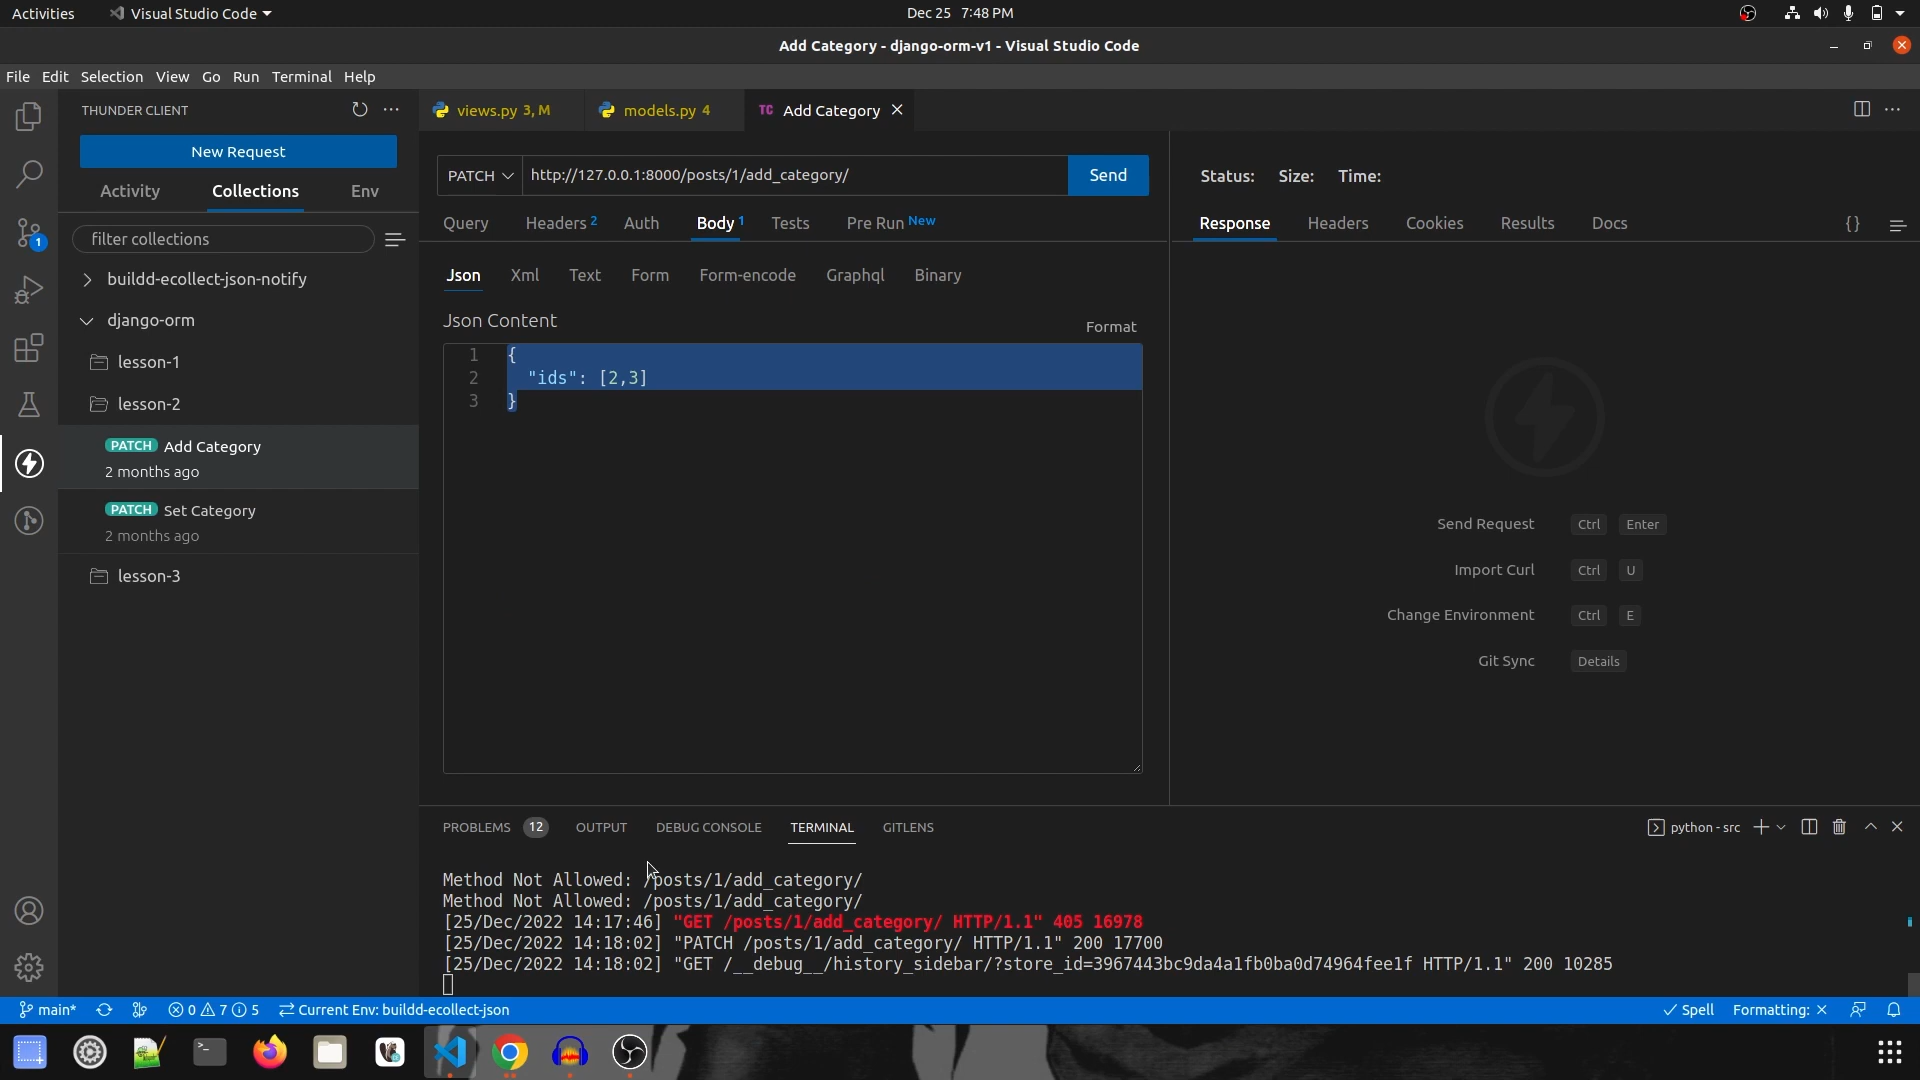 Activities
Visual Studio Code
Dec 25 7:48 PM
Add Category - django-orm-v1 - Visual Studio Code
File Edit Selection View Go Run Terminal Help
THUNDER CLIENT
New Request
Activity Collections Env
filter collections
buildd-ecollect-json-notify
django-orm
lesson-1
lesson-2
PATCH Add Category
2 months ago
PATCH Set Category
2 months ago
lesson-3
views.py 3, M
models.py 4
TC Add Category
PATCH
http://127.0.0.1:8000/posts/1/add_category/
Send
Query Headers 2 Auth Body 1 Tests Pre Run New
Json Xml Text Form Form-encode Graphql Binary
Json Content
Format
1 {
2 "ids": [2,3]
3 }
Status: Size: Time:
Response Headers Cookies Results Docs {}
Send Request Ctrl Enter
Import Curl Ctrl U
Change Environment Ctrl E
Git Sync Details
PROBLEMS 12 OUTPUT DEBUG CONSOLE TERMINAL GITLENS
python - src
Method Not Allowed: /posts/1/add_category/
Method Not Allowed: /posts/1/add_category/
[25/Dec/2022 14:17:46] "GET /posts/1/add_category/ HTTP/1.1" 405 16978
[25/Dec/2022 14:18:02] "PATCH /posts/1/add_category/ HTTP/1.1" 200 17700
[25/Dec/2022 14:18:02] "GET /__debug__/history_sidebar/?store_id=3967443bc9da4a1fb0ba0d74964fee1f HTTP/1.1" 200 10285
1
main*
0 7 5
Current Env: buildd-ecollect-json
Spell
Formatting: